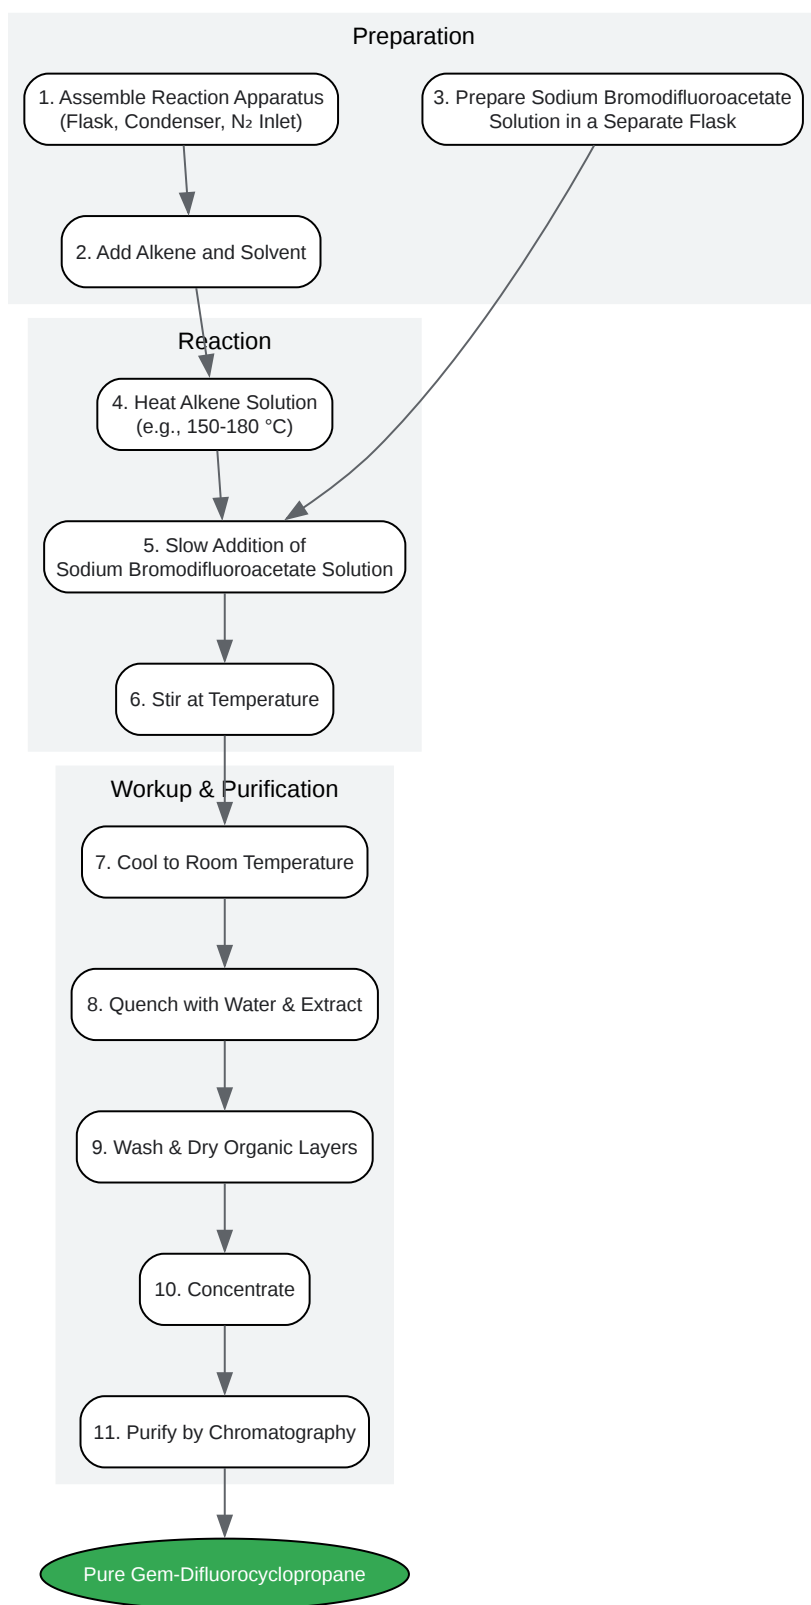 Preparation
1. Assemble Reaction Apparatus
(Flask, Condenser, N₂ Inlet)
3. Prepare Sodium Bromodifluoroacetate
Solution in a Separate Flask
2. Add Alkene and Solvent
Reaction
4. Heat Alkene Solution
(e.g., 150-180 °C)
5. Slow Addition of
Sodium Bromodifluoroacetate Solution
6. Stir at Temperature
Workup & Purification
7. Cool to Room Temperature
8. Quench with Water & Extract
9. Wash & Dry Organic Layers
10. Concentrate
11. Purify by Chromatography
Pure Gem-Difluorocyclopropane